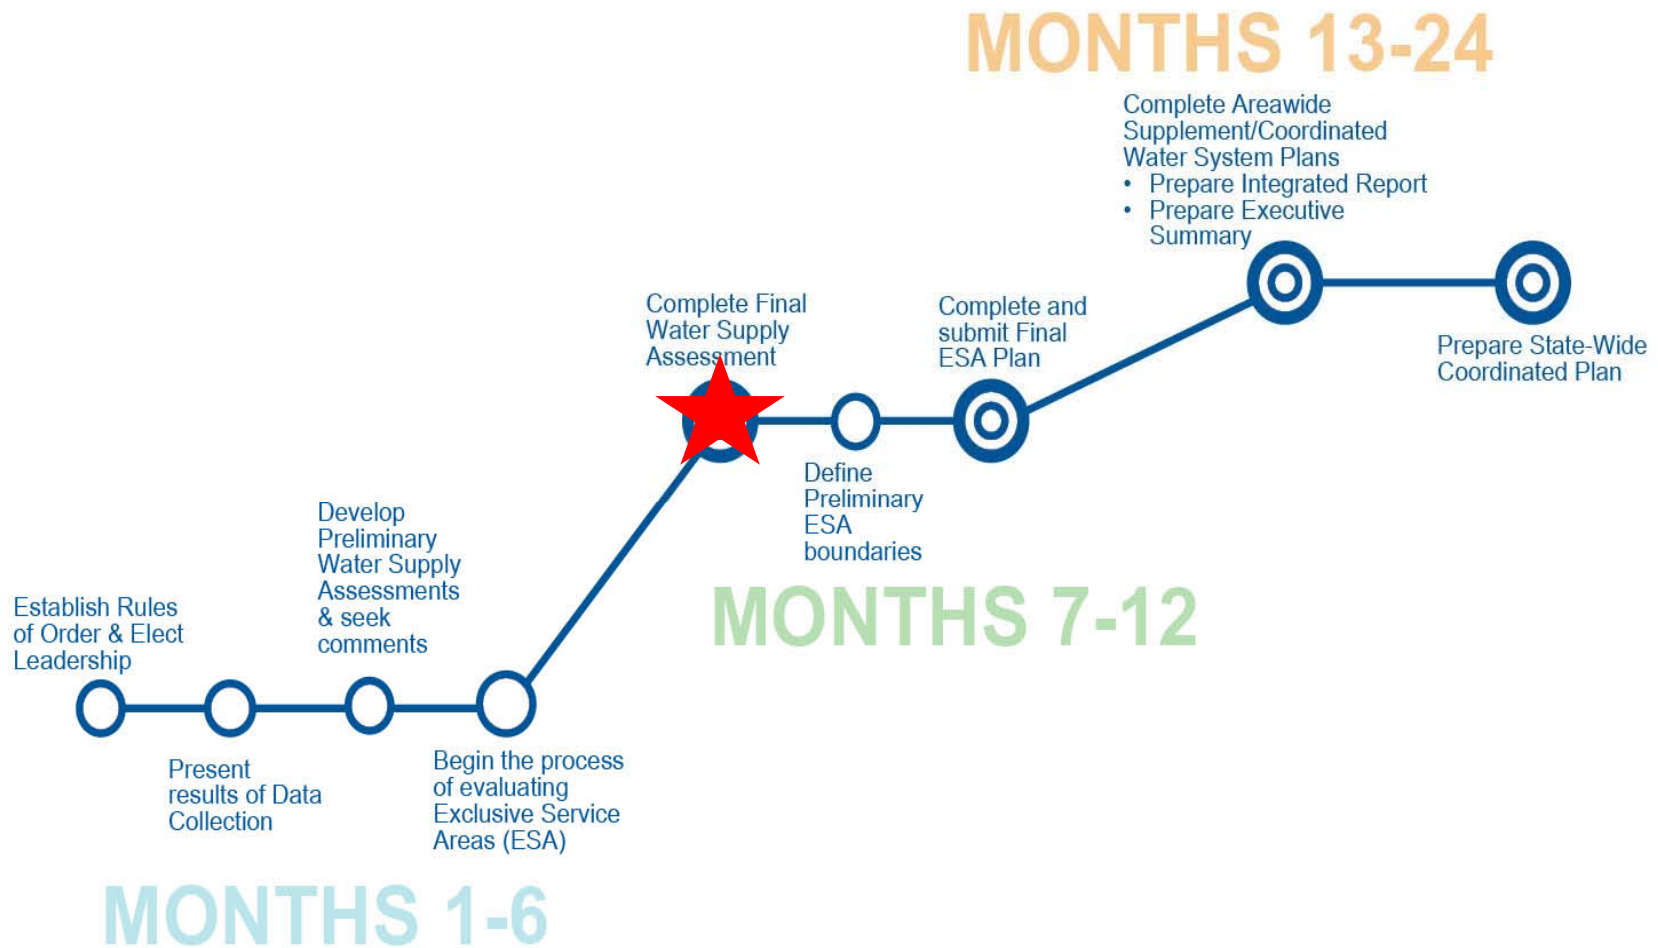 MONTHS 13-24
Complete Areawide
Supplement/Coordinated
Water System Plans
• Prepare Integrated Report
• Prepare Executive
Summary
Complete Final
Water Supply
Assessment
Complete and
submit Final
ESA Plan
Prepare State-Wide
Coordinated Plan
Define
Preliminary
ESA
boundaries
MONTHS 7-12
Develop
Preliminary
Water Supply
Assessments
& seek
comments
Establish Rules
of Order & Elect
Leadership
Present
results of Data
Collection
Begin the process
of evaluating
Exclusive Service
Areas (ESA)
MONTHS 1-6